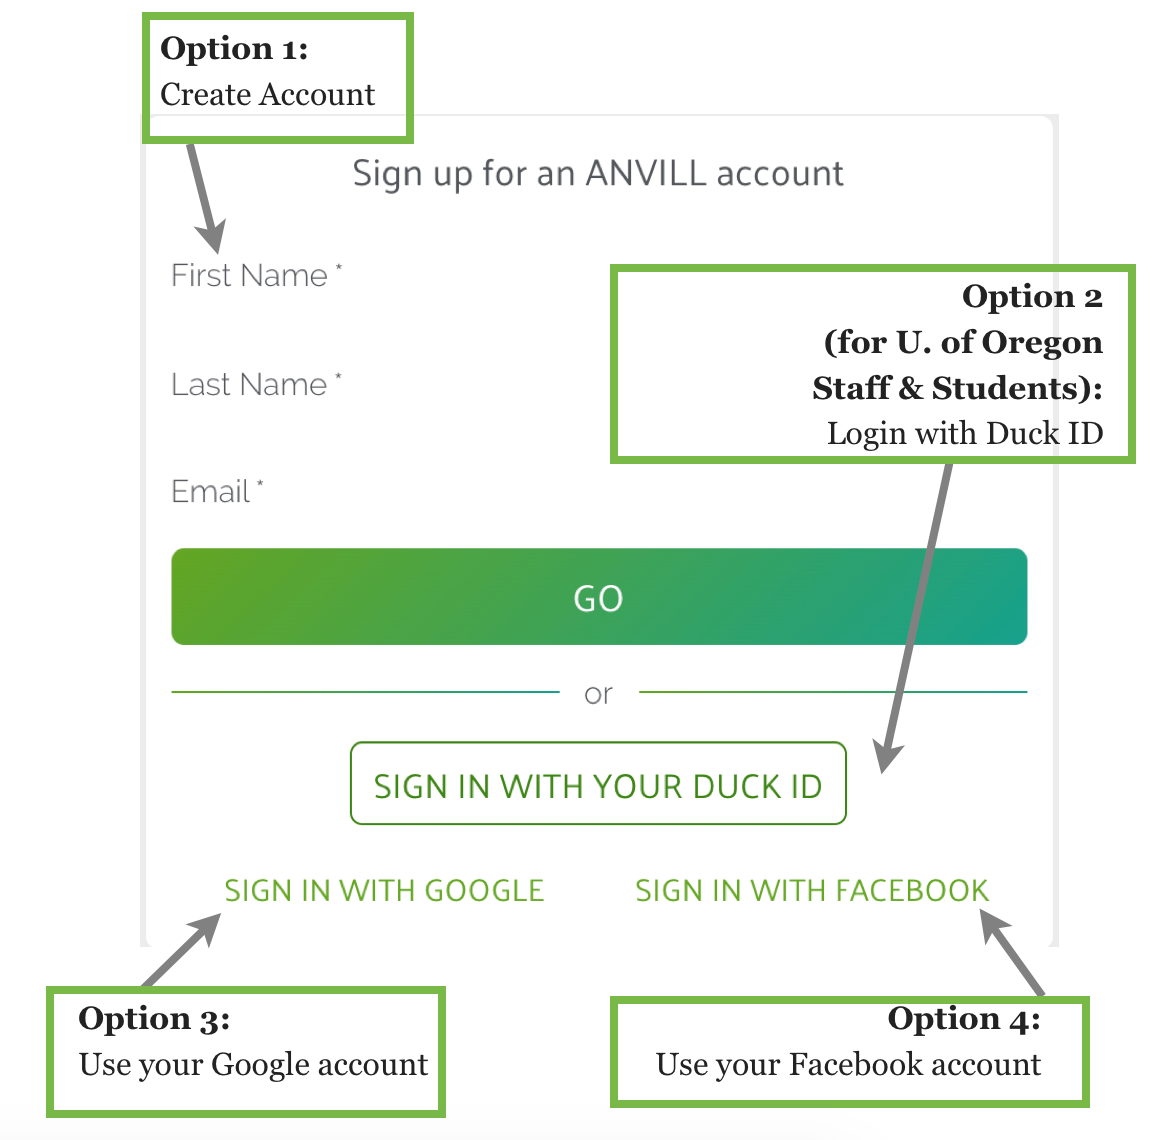 Option 1:
Create Account
Sign up for an ANVILL account
First Name *
Option 2
(for U. of Oregon
Staff & Students):
Login with Duck ID
Last Name *
Email *
GO
or
SIGN IN WITH YOUR DUCK ID
SIGN IN WITH GOOGLE
SIGN IN WITH FACEBOOK
Option 3:
Use your Google account
Option 4:
Use your Facebook account